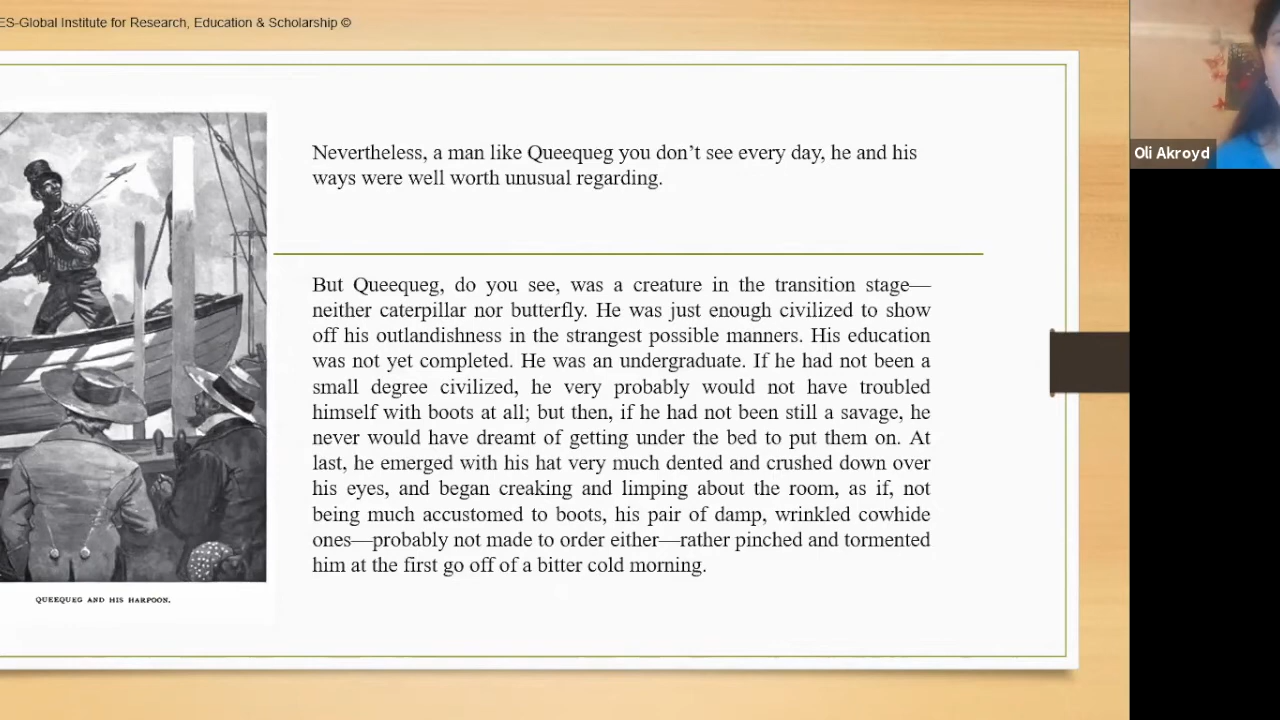 ES-Global Institute for Research, Education & Scholarship ©
Oli Akroyd
Nevertheless, a man like Queequeg you don’t see every day, he and his
ways were well worth unusual regarding.
But Queequeg, do you see, was a creature in the transition stage—
neither caterpillar nor butterfly. He was just enough civilized to show
off his outlandishness in the strangest possible manners. His education
was not yet completed. He was an undergraduate. If he had not been a
small degree civilized, he very probably would not have troubled
himself with boots at all; but then, if he had not been still a savage, he
never would have dreamt of getting under the bed to put them on. At
last, he emerged with his hat very much dented and crushed down over
his eyes, and began creaking and limping about the room, as if, not
being much accustomed to boots, his pair of damp, wrinkled cowhide
ones—probably not made to order either—rather pinched and tormented
him at the first go off of a bitter cold morning.
QUEEQUEG AND HIS HARPOON.